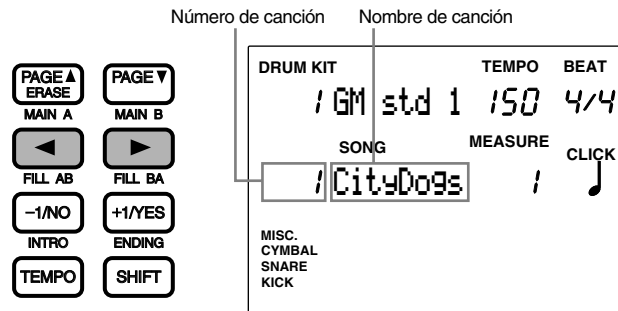 Número de canción Nombre de canción
PAGE▲ ERASE PAGE▼
MAIN A MAIN B
◀ ▶
FILL AB FILL BA
−1/NO +1/YES
INTRO ENDING
TEMPO SHIFT
DRUM KIT TEMPO BEAT
1 GM std 1 150 4/4
SONG MEASURE CLICK
1 CityDogs 1 ♩
MISC.
CYMBAL
SNARE
KICK